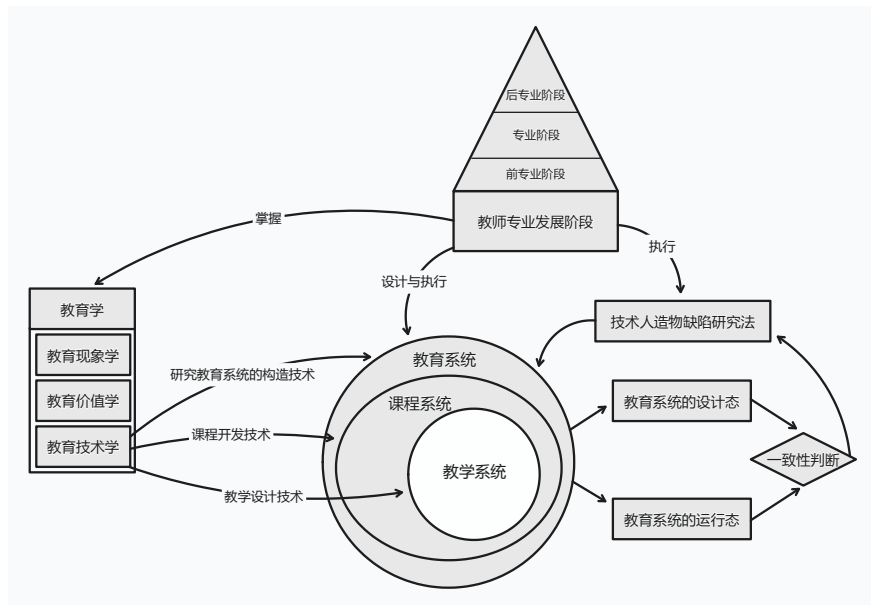 后专业阶段
专业阶段
前专业阶段
教师专业发展阶段
掌握
设计与执行
执行
教育学
教育现象学
教育价值学
教育技术学
研究教育系统的构造技术
课程开发技术
教学设计技术
教育系统
课程系统
教学系统
技术人造物缺陷研究法
教育系统的设计态
一致性判断
教育系统的运行态